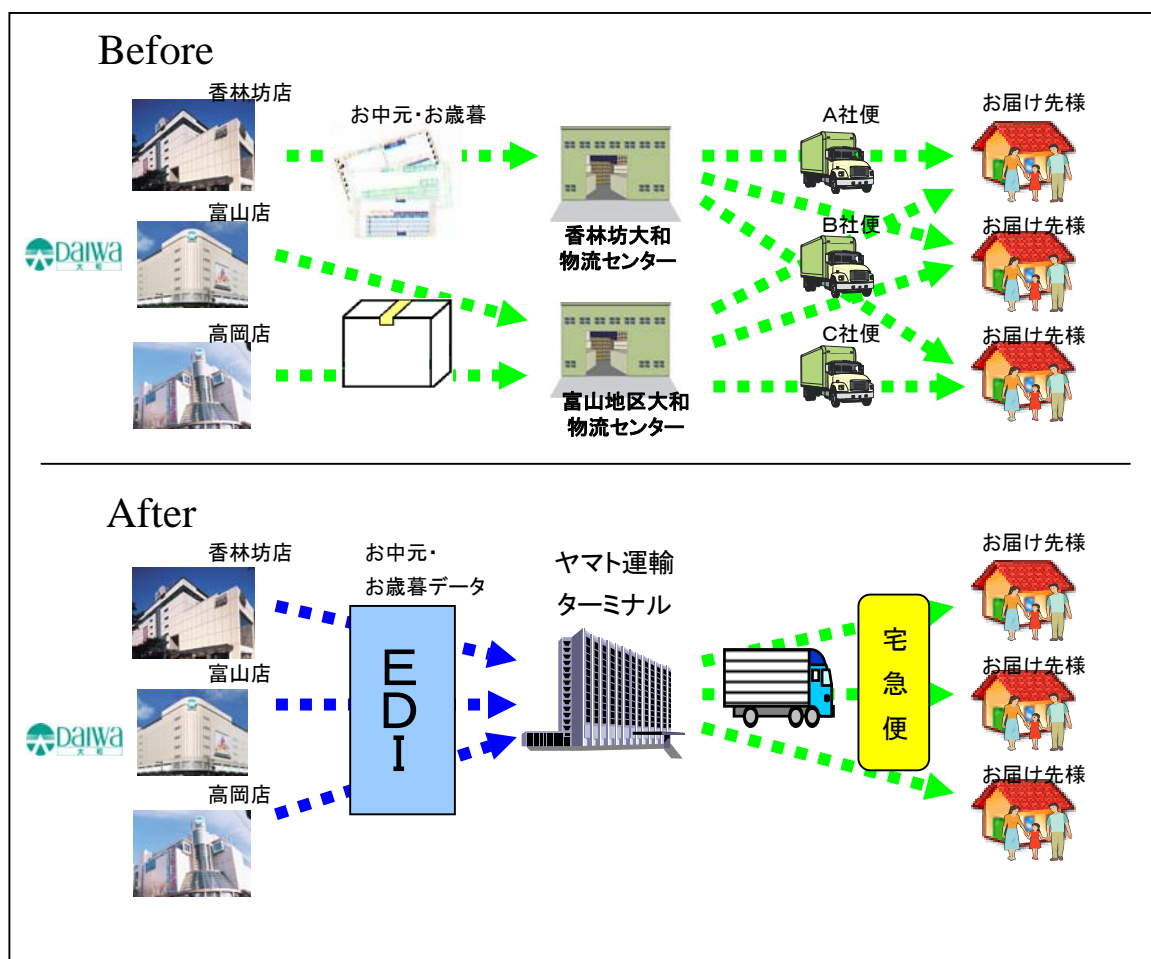 Before
香林坊店
お中元・お歳暮
A社便
お届け先様
富山店
B社便
お届け先様
DaIWa
大和
香林坊大和
物流センター
高岡店
C社便
お届け先様
富山地区大和
物流センター
After
香林坊店
お中元・
お歳暮データ
ヤマト運輸
ターミナル
お届け先様
EDI
宅急便
富山店
お届け先様
DaIWa
大和
高岡店
お届け先様